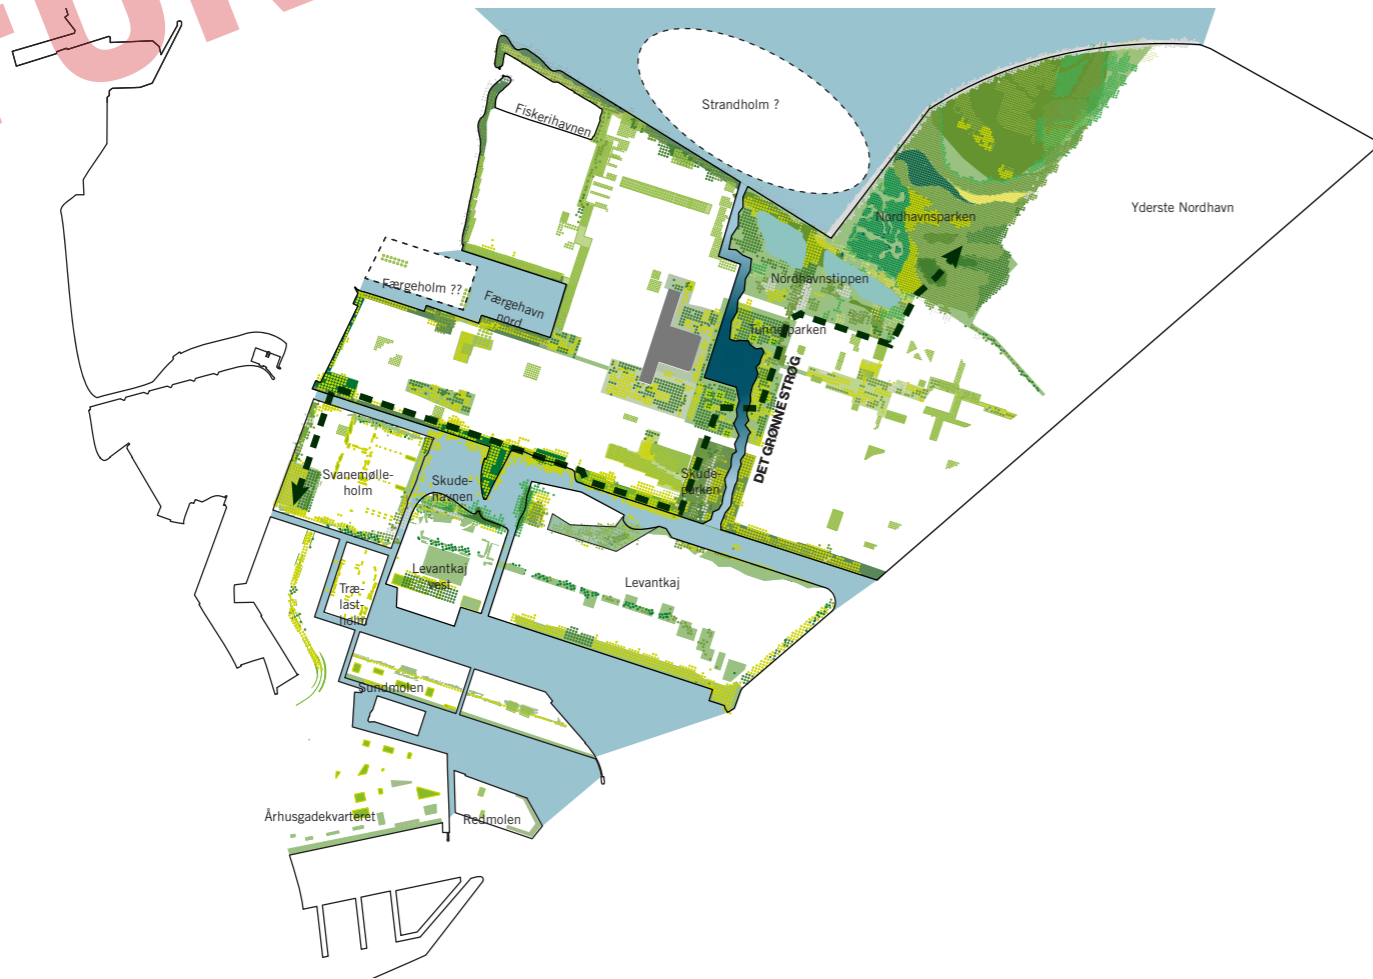 Strandholm ?
Fiskerihavnen
Yderste Nordhavn
Nordhavnsparken
Nordhavnstippen
Færgeholm ??
Færgehavn
nord
Tunnelparken
DET GRØNNE STRØG
Svanemølle-
holm
Skude-
havnen
Skude-
parken
Levantkaj
vest
Levantkaj
Træ-
last-
holm
Sundmolen
Århusgadekvarteret
Redmolen